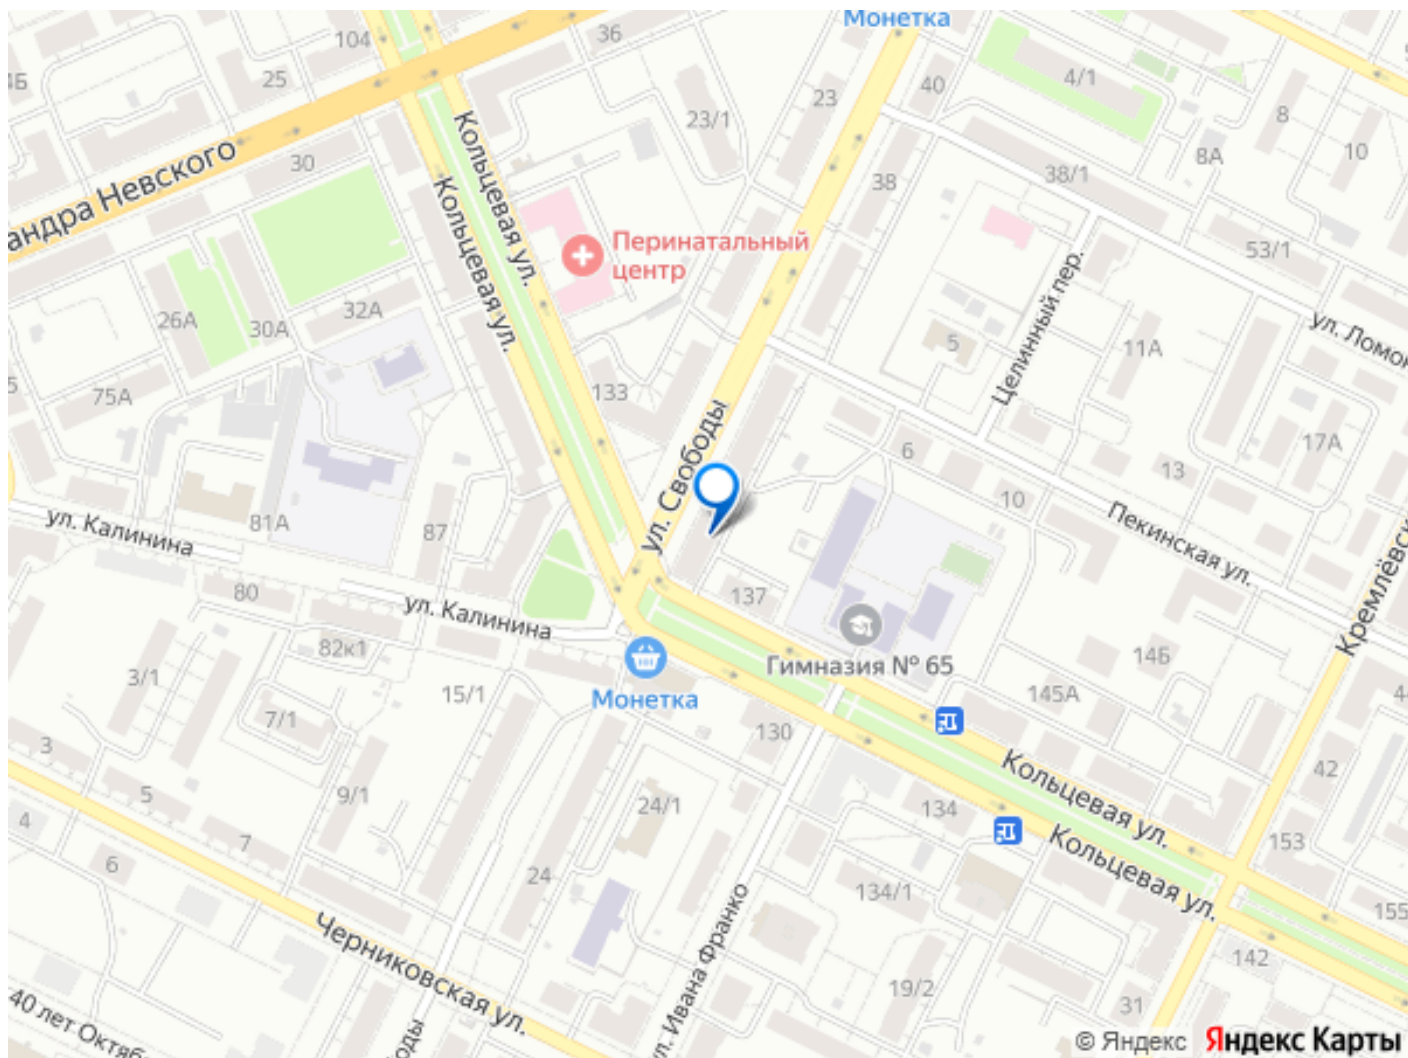 Монетка
104
36
4Б
25
23/1
23
40
4/1
8
10
8А
38
38/1
30
Кольцевая ул.
Кольцевая ул.
андра Невского
Перинатальный
центр
53/1
26А
30А
32А
ул. Ломон
5
11А
Целинный пер.
5
75А
133
ул. Свободы
6
13
17А
10
Пекинская ул.
81А
87
ул. Калинина
80
ул. Калинина
137
Кремлёвск
82к1
Гимназия № 65
14Б
3/1
15/1
Монетка
145А
7/1
130
3
42
44
Кольцевая ул.
5
9/1
24/1
134
4
7
153
Кольцевая ул.
6
24
134/1
155
Черниковская ул.
ул. Ивана Франко
142
19/2
31
40 лет Октяб
оды
© Яндекс Яндекс Карты